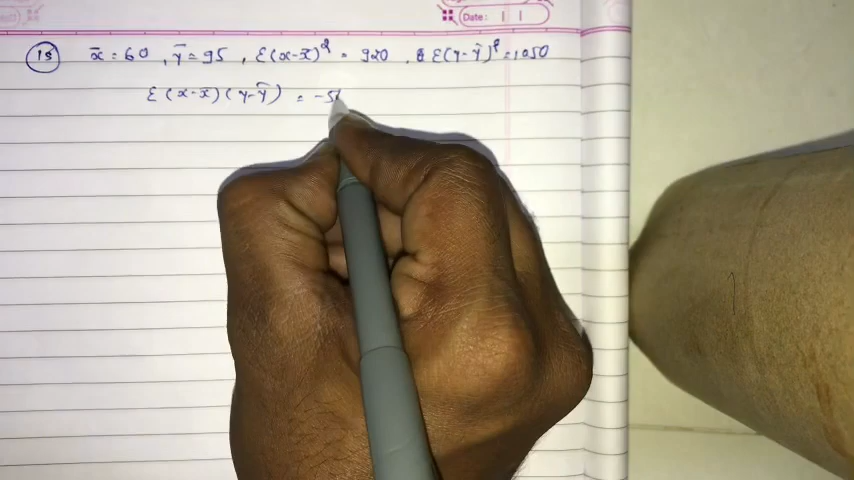 Date:
15 x̄ = 60 , ȳ = 95 , Ɛ(x-x̄)² = 920 , Ɛ(y-ȳ)² = 1050
Ɛ(x-x̄)(y-ȳ) = -5